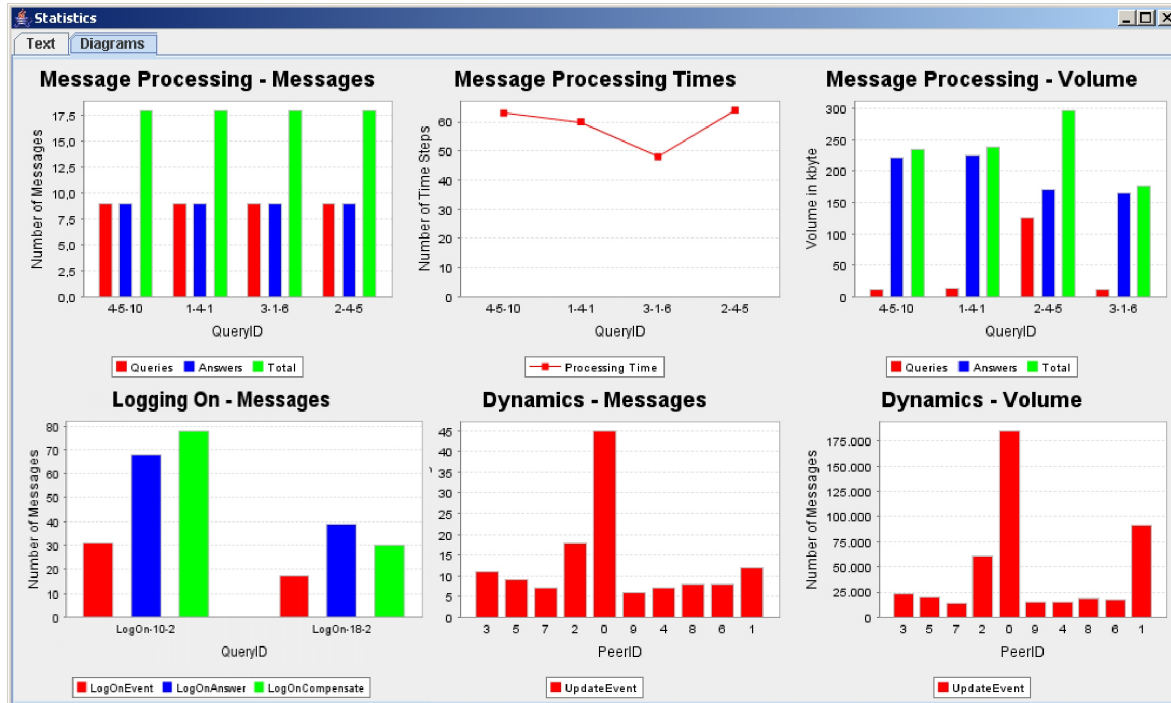 Statistics
Text Diagrams
Message Processing - Messages
Number of Messages
17,5
15,0
12,5
10,0
7,5
5,0
2,5
0,0
4-5-10 1-4-1 3-1-6 2-4-5
QueryID
Queries Answers Total
Message Processing Times
Number of Time Steps
60
50
40
30
20
10
0
4-5-10 1-4-1 3-1-6 2-4-5
QueryID
Processing Time
Message Processing - Volume
Volume in kbyte
300
250
200
150
100
50
0
4-5-10 1-4-1 2-4-5 3-1-6
QueryID
Queries Answers Total
Logging On - Messages
Number of Messages
80
70
60
50
40
30
20
10
0
LogOn-10-2 LogOn-18-2
QueryID
LogOnEvent LogOnAnswer LogOnCompensate
Dynamics - Messages
45
40
35
30
25
20
15
10
5
0
3 5 7 2 0 9 4 8 6 1
PeerID
UpdateEvent
Dynamics - Volume
Number of Messages
175.000
150.000
125.000
100.000
75.000
50.000
25.000
0
3 5 7 2 0 9 4 8 6 1
PeerID
UpdateEvent